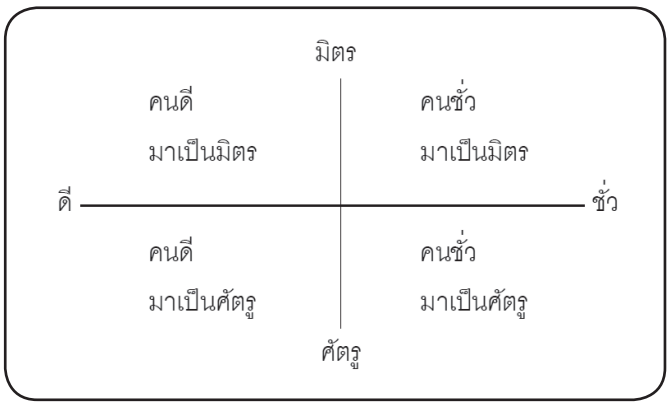 มิตร
คนดี
มาเป็นมิตร
คนชั่ว
มาเป็นมิตร
ดี
ชั่ว
คนดี
มาเป็นศัตรู
คนชั่ว
มาเป็นศัตรู
ศัตรู